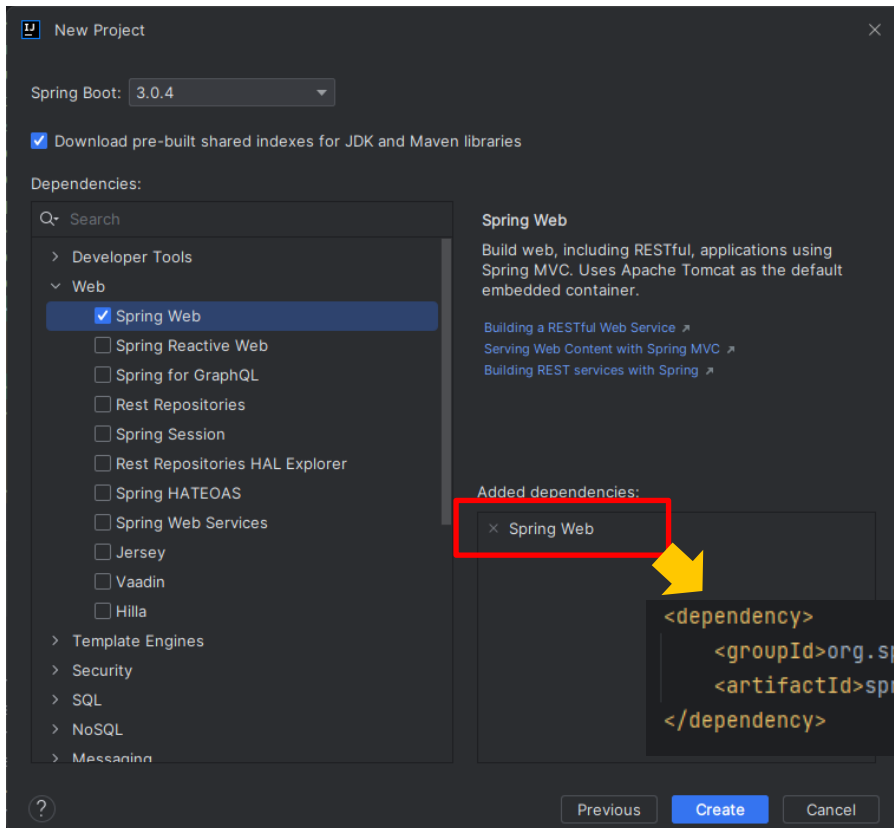 New Project
Spring Boot: 3.0.4
Download pre-built shared indexes for JDK and Maven libraries
Dependencies:
Search
Developer Tools
Web
Spring Web
Spring Reactive Web
Spring for GraphQL
Rest Repositories
Spring Session
Rest Repositories HAL Explorer
Spring HATEOAS
Spring Web Services
Jersey
Vaadin
Hilla
Template Engines
Security
SQL
NoSQL
Messaging
Spring Web
Build web, including RESTful, applications using
Spring MVC. Uses Apache Tomcat as the default
embedded container.
Building a RESTful Web Service ↗
Serving Web Content with Spring MVC ↗
Building REST services with Spring ↗
Added dependencies:
× Spring Web
<dependency>
<groupId>org.sp
<artifactId>spr
</dependency>
?
Previous
Create
Cancel